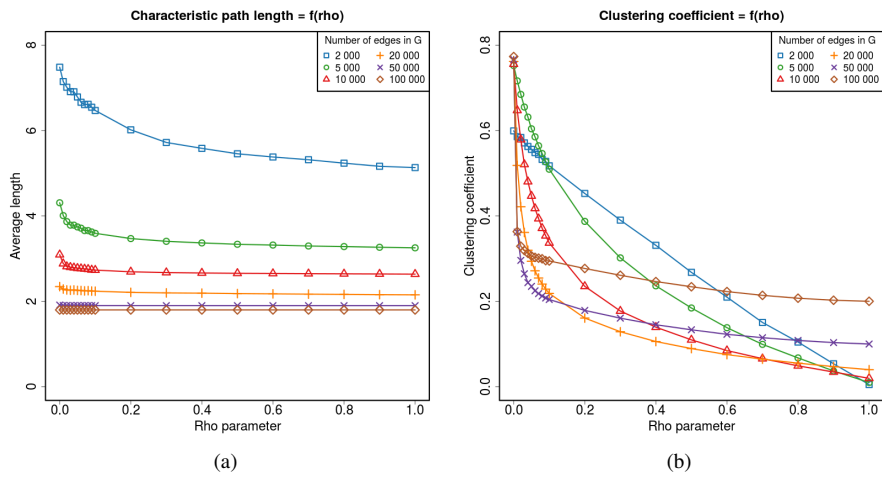 Characteristic path length = f(rho)
Number of edges in G
2 000 20 000
5 000 50 000
10 000 100 000
Average length
8
6
4
2
0
0.0 0.2 0.4 0.6 0.8 1.0
Rho parameter
(a)
Clustering coefficient = f(rho)
Number of edges in G
2 000 20 000
5 000 50 000
10 000 100 000
Clustering coefficient
0.8
0.6
0.4
0.2
0.0
0.0 0.2 0.4 0.6 0.8 1.0
Rho parameter
(b)